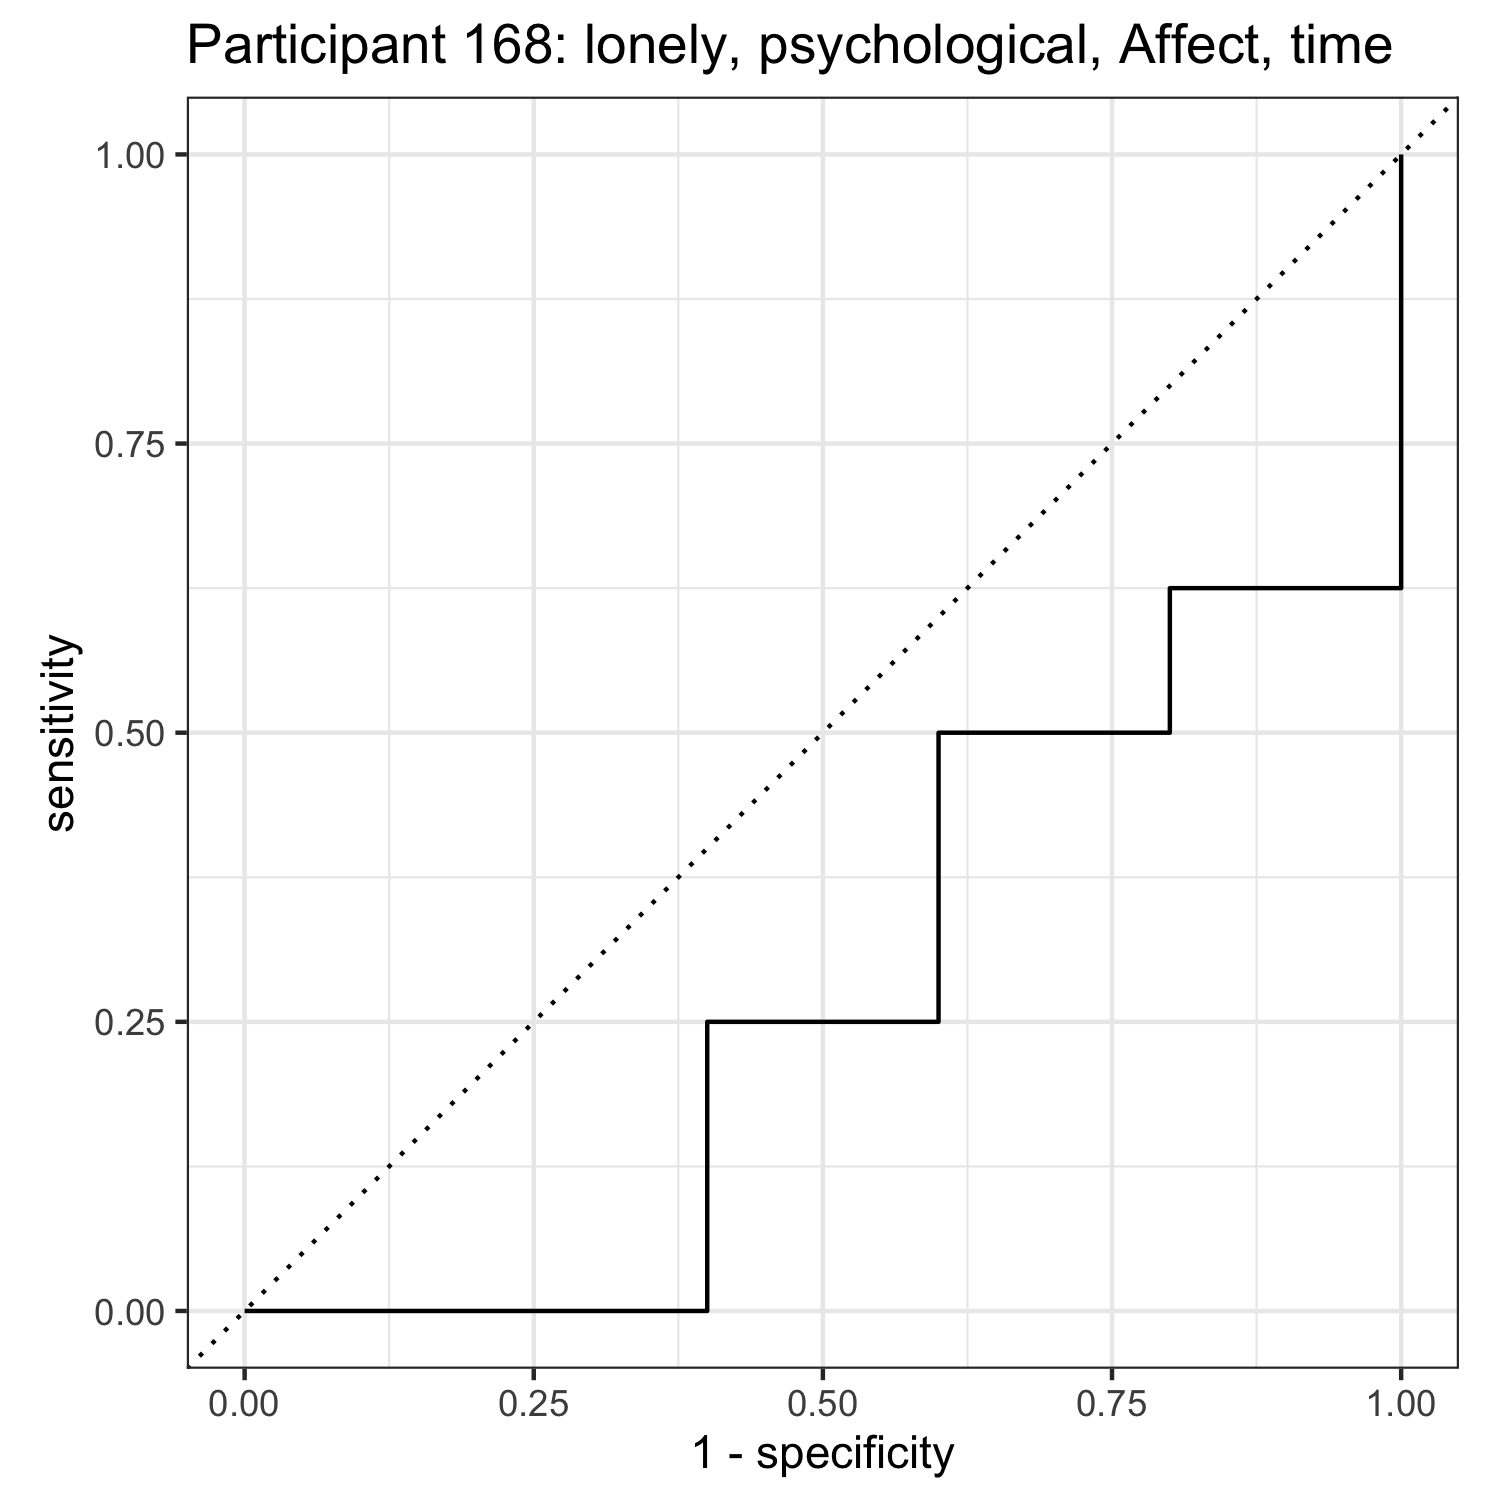 Participant 168: lonely, psychological, Affect, time
1.00
0.75
0.50
0.25
0.00
sensitivity
0.00 0.25 0.50 0.75 1.00
1 - specificity